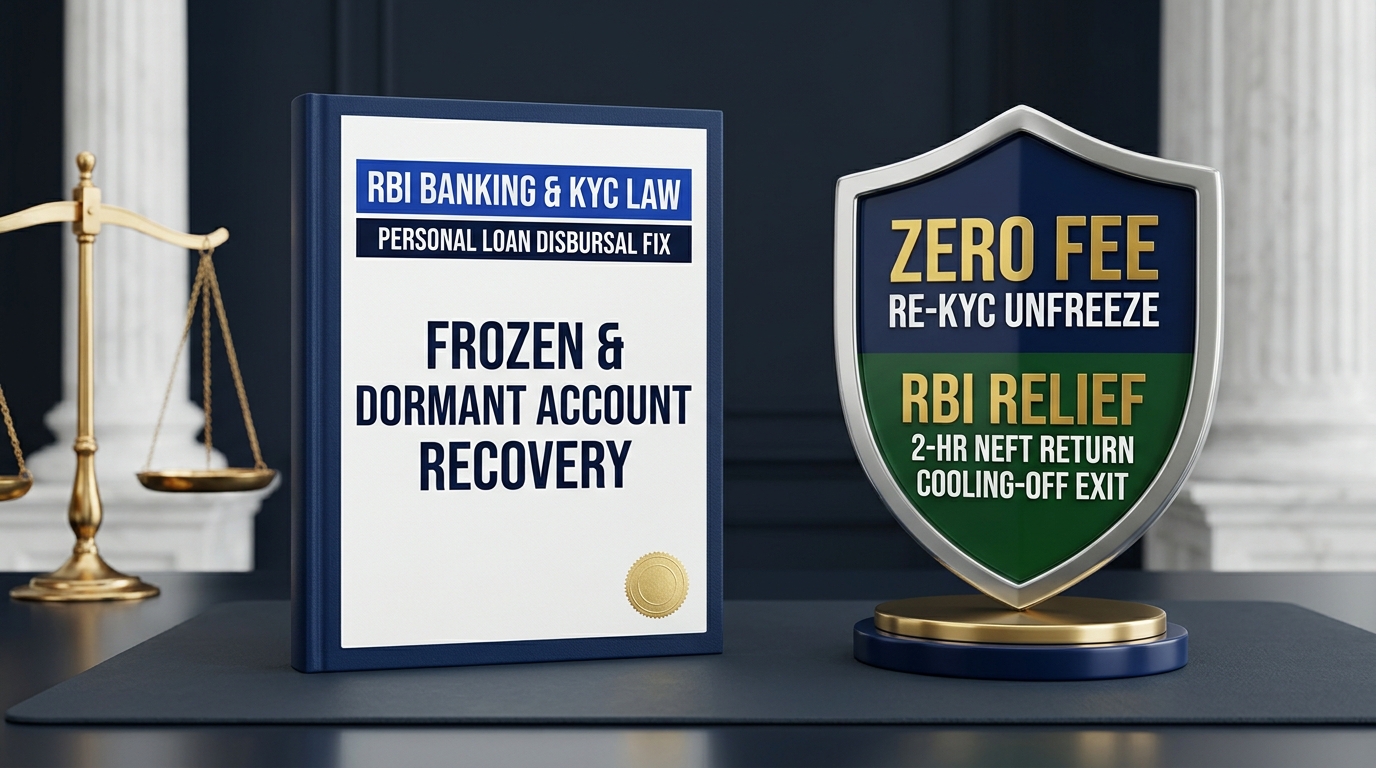 RBI BANKING & KYC LAW
PERSONAL LOAN DISBURSAL FIX
FROZEN &
DORMANT ACCOUNT
RECOVERY
ZERO FEE
RE-KYC UNFREEZE
RBI RELIEF
2-HR NEFT RETURN
COOLING-OFF EXIT